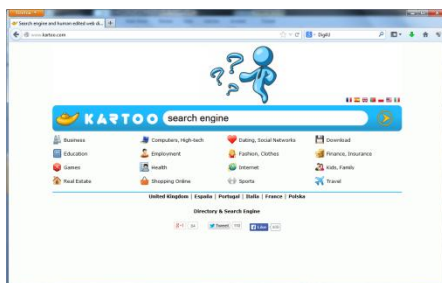 Search engine and human edited web di...
www.kartoo.com
Digikl
KARTOO search engine
Business Computers, High-tech Dating, Social Networks Download
Education Employment Fashion, Clothes Finance, Insurance
Games Health Internet Kids, Family
Real Estate Shopping Online Sports Travel
United Kingdom | España | Portugal | Italia | France | Polska
Directory & Search Engine
Tweet Like